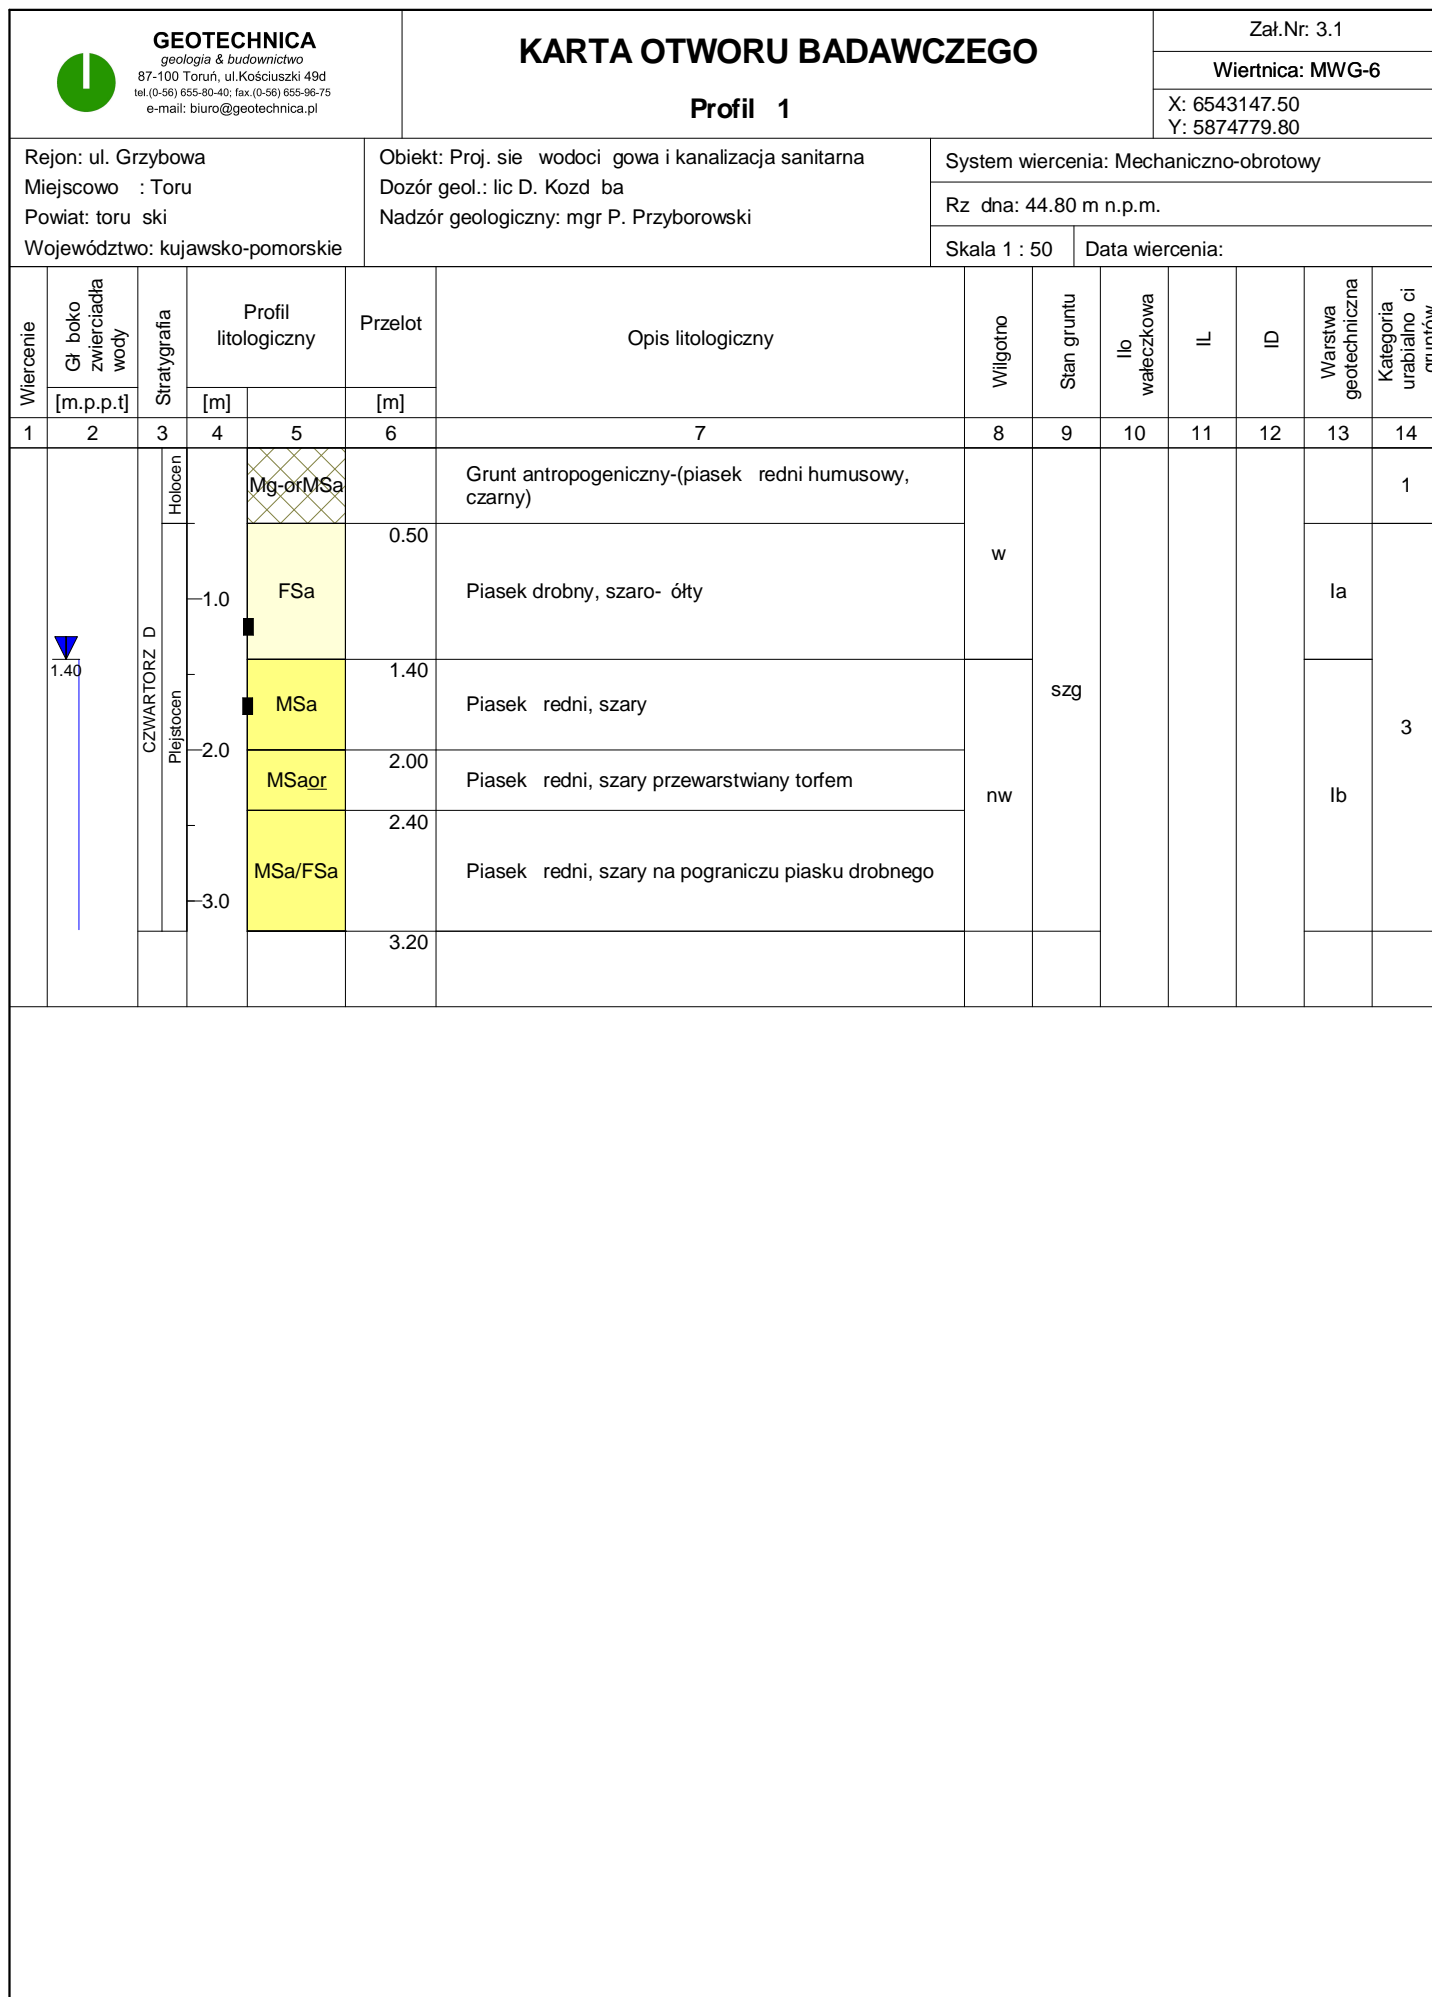 GEOTECHNICA
geologia & budownictwo
87-100 Toruń, ul.Kościuszki 49d
tel.(0-56) 655-80-40; fax.(0-56) 655-96-75
e-mail: biuro@geotechnica.pl
KARTA OTWORU BADAWCZEGO
Profil 1
Zał.Nr: 3.1
Wiertnica: MWG-6
X: 6543147.50
Y: 5874779.80
Rejon: ul. Grzybowa
Miejscowo : Toru
Powiat: toru ski
Województwo: kujawsko-pomorskie
Obiekt: Proj. sie wodoci gowa i kanalizacja sanitarna
Dozór geol.: lic D. Kozd ba
Nadzór geologiczny: mgr P. Przyborowski
System wiercenia: Mechaniczno-obrotowy
Rz dna: 44.80 m n.p.m.
Skala 1 : 50
Data wiercenia:
Wiercenie
Gł boko
zwierciadła
wody
[m.p.p.t]
Stratygrafia
Profil
litologiczny
[m]
Przelot
[m]
Opis litologiczny
Wilgotno
Stan gruntu
Ilo
wałeczkowa
IL
ID
Warstwa
geotechniczna
Kategoria
urabialno ci
gruntów
1 2 3 4 5 6 7 8 9 10 11 12 13 14
Holocen
Mg-orMSa
Grunt antropogeniczny-(piasek redni humusowy,
czarny)
1
0.50
w
1.0
FSa
Piasek drobny, szaro- ółty
Ia
CZWARTORZ D
Plejstocen
1.40
1.40
MSa
Piasek redni, szary
szg
3
2.0
2.00
MSaor
Piasek redni, szary przewarstwiany torfem
nw
Ib
2.40
MSa/FSa
Piasek redni, szary na pograniczu piasku drobnego
3.0
3.20